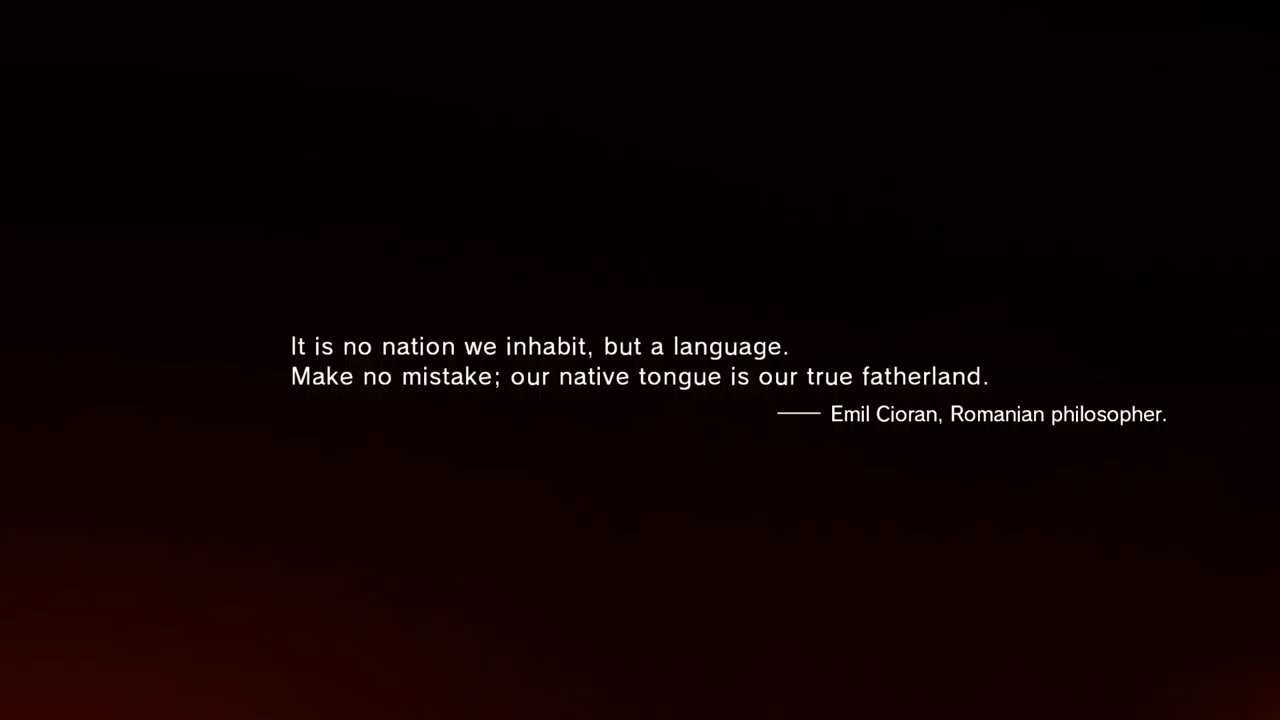 It is no nation we inhabit, but a language.
Make no mistake; our native tongue is our true fatherland.
—— Emil Cioran, Romanian philosopher.